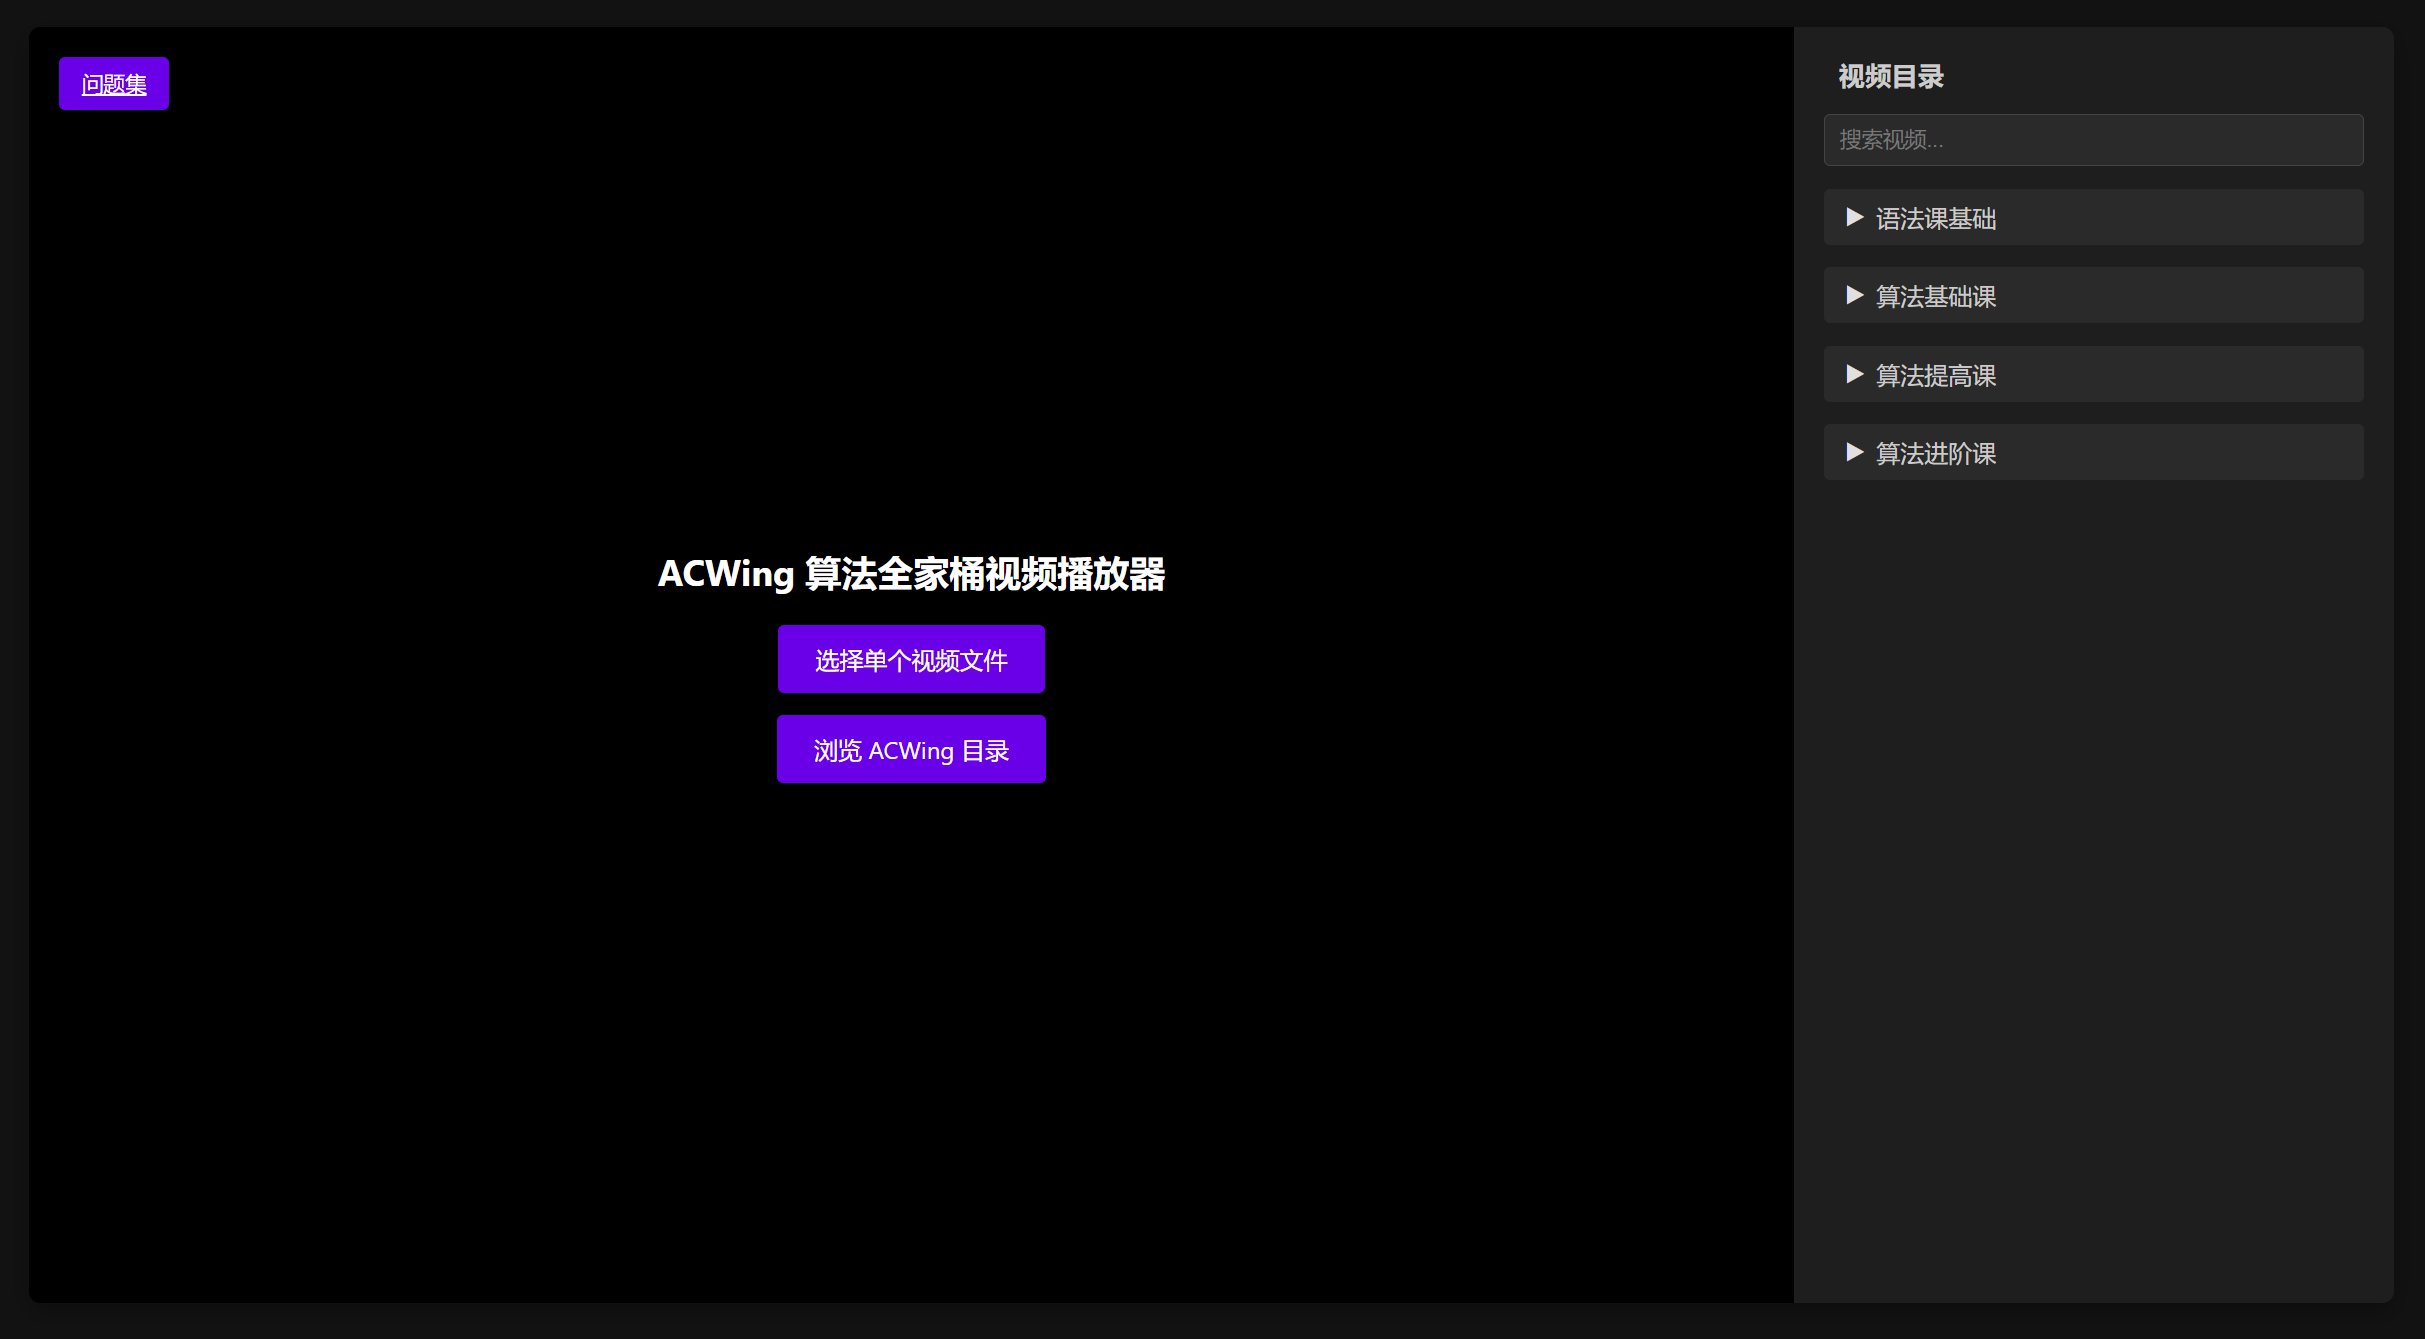 问题集
ACWing 算法全家桶视频播放器
选择单个视频文件
浏览 ACWing 目录
视频目录
搜索视频...
▶ 语法课基础
▶ 算法基础课
▶ 算法提高课
▶ 算法进阶课